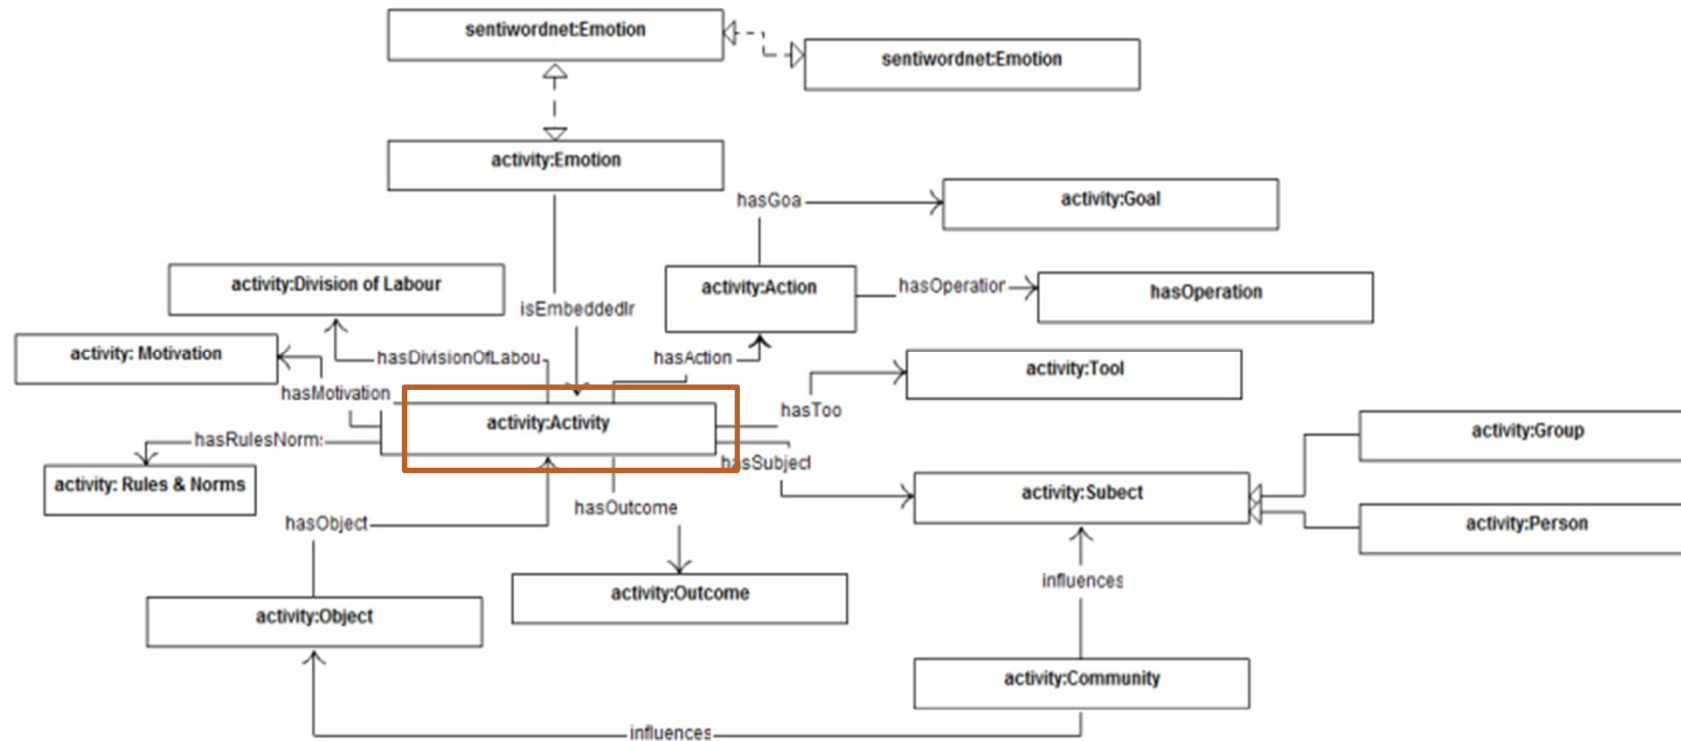 sentiwordnet:Emotion
sentiwordnet:Emotion
activity:Emotion
hasGoa
activity:Goal
activity:Division of Labour
activity:Action
hasOperation
hasOperation
isEmbeddedIr
activity: Motivation
hasDivisionOfLabou
hasAction
activity:Tool
hasMotivation
hasToo
activity:Activity
activity:Group
hasRulesNorm:
hasSubject
activity: Rules & Norms
activity:Subect
hasOutcome
hasObject
activity:Person
influences
activity:Outcome
activity:Object
activity:Community
influences